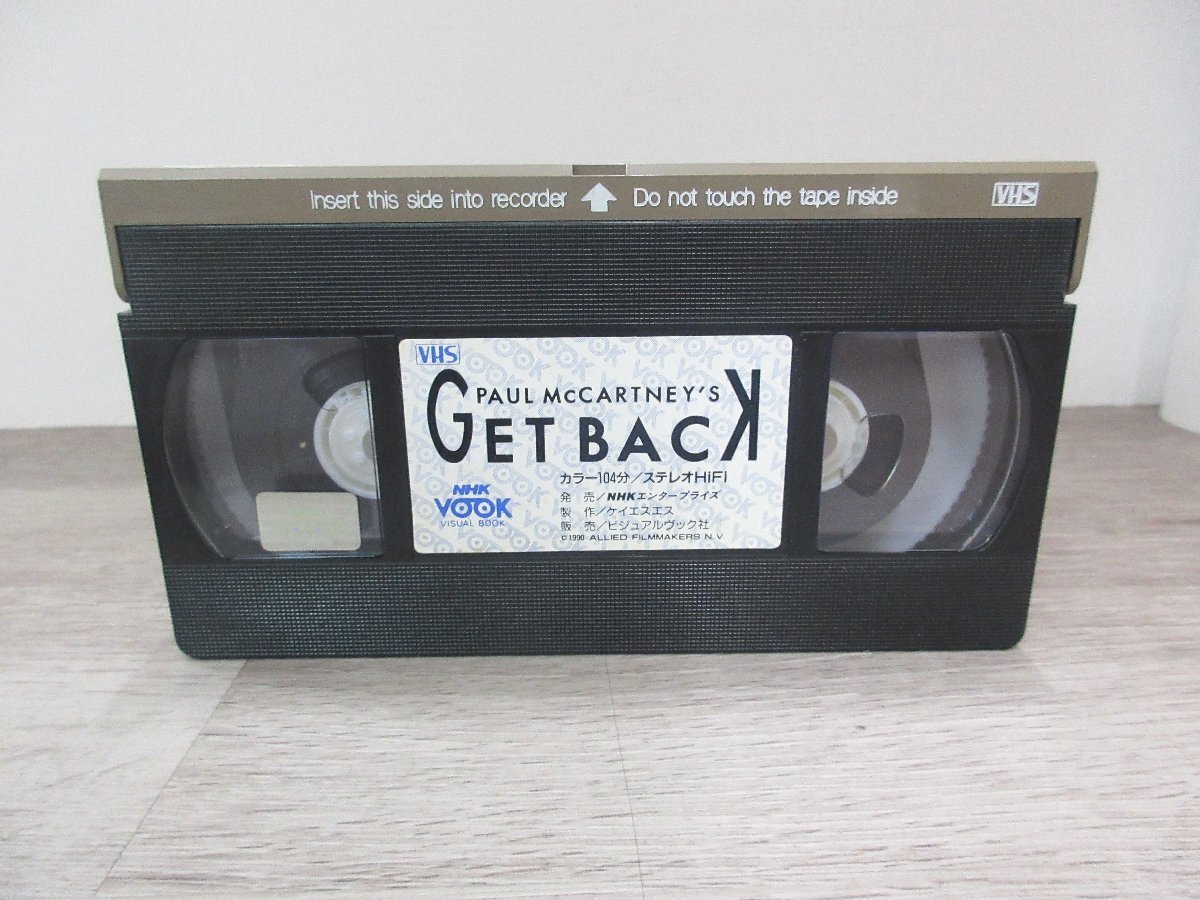 Insert this side into recorder Do not touch the tape inside VHS
VHS
PAUL McCARTNEY'S
GET BACK
カラー104分/ステレオHiFi
発 売/NHKエンタープライズ
製 作/ケイエスエス
販 売/ビジュアルヴック社
©1990 ALLIED FILMMAKERS N.V.
NHK
VOOK
VISUAL BOOK